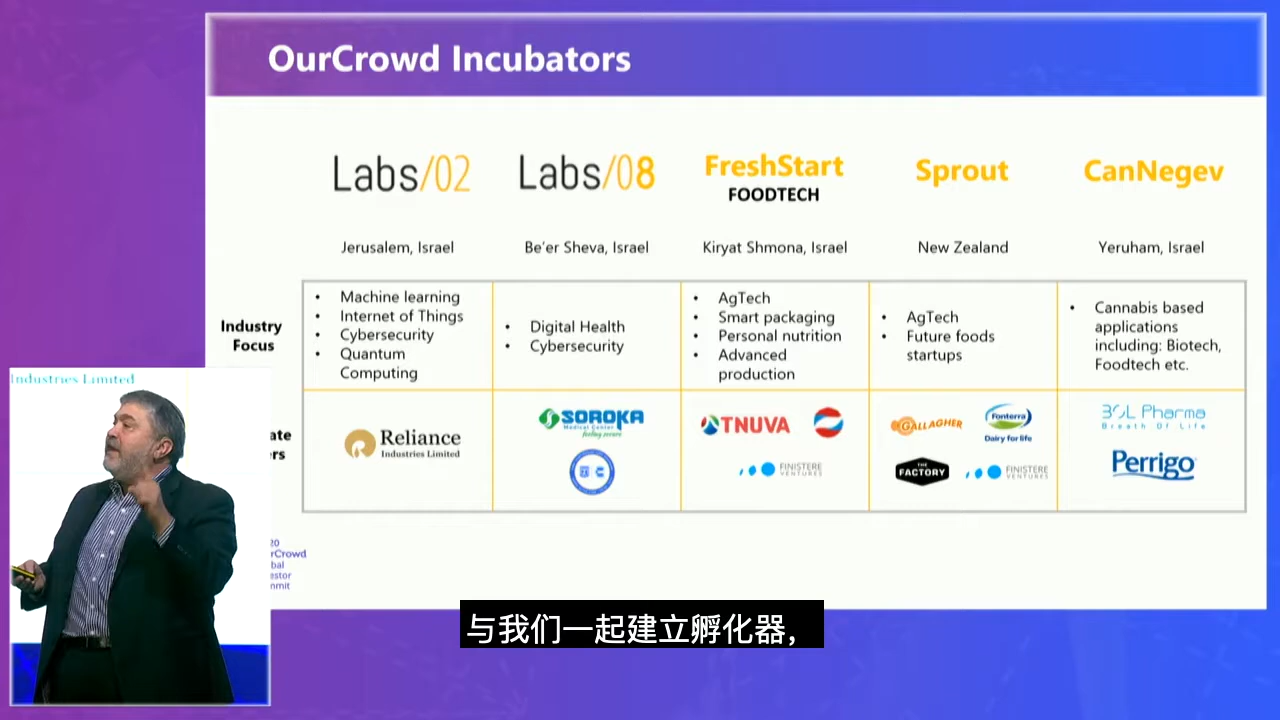 OurCrowd Incubators
Labs/02
Labs/08
FreshStart
FOODTECH
Sprout
CanNegev
Jerusalem, Israel
Be'er Sheva, Israel
Kiryat Shmona, Israel
New Zealand
Yeruham, Israel
Industry
Focus
• Machine learning
• Internet of Things
• Cybersecurity
• Quantum
Computing
• Digital Health
• Cybersecurity
• AgTech
• Smart packaging
• Personal nutrition
• Advanced
production
• AgTech
• Future foods
startups
• Cannabis based
applications
including: Biotech,
Foodtech etc.
ate
rs
Reliance
Industries Limited
SOROKA
Medical Center
feeling secure
TNUVA
FINISTERE
VENTURES
GALLAGHER
Fonterra
Dairy for life
THE
FACTORY
FINISTERE
VENTURES
BOL Pharma
Breath Of Life
Perrigo
Industries Limited
20
rCrowd
bal
estor
mmit
与我们一起建立孵化器,